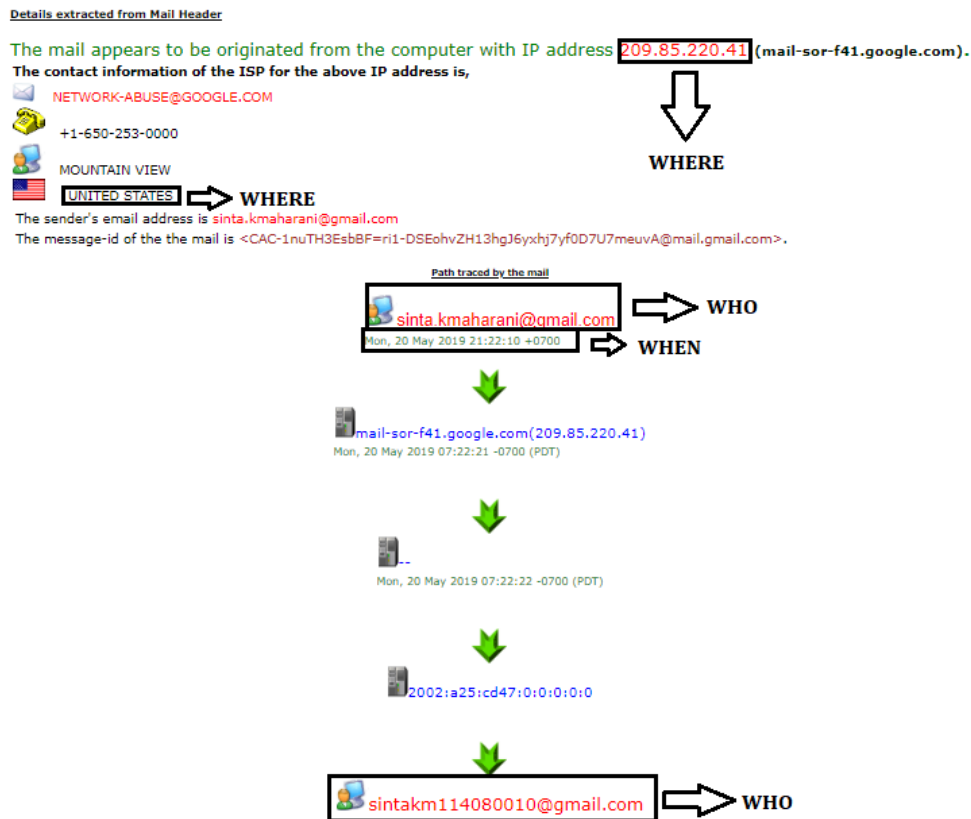 Details extracted from Mail Header
The mail appears to be originated from the computer with IP address 209.85.220.41 (mail-sor-f41.google.com).
The contact information of the ISP for the above IP address is,
NETWORK-ABUSE@GOOGLE.COM
+1-650-253-0000
WHERE
MOUNTAIN VIEW
UNITED STATES WHERE
The sender's email address is sinta.kmaharani@gmail.com
The message-id of the the mail is <CAC-1nuTH3EsbBF=ri1-DSEohvZH13hgJ6yxhj7yf0D7U7meuvA@mail.gmail.com>.
Path traced by the mail
sinta.kmaharani@gmail.com WHO
Mon, 20 May 2019 21:22:10 +0700 WHEN
mail-sor-f41.google.com(209.85.220.41)
Mon, 20 May 2019 07:22:21 -0700 (PDT)
--
Mon, 20 May 2019 07:22:22 -0700 (PDT)
2002:a25:cd47:0:0:0:0:0
sintakm114080010@gmail.com WHO